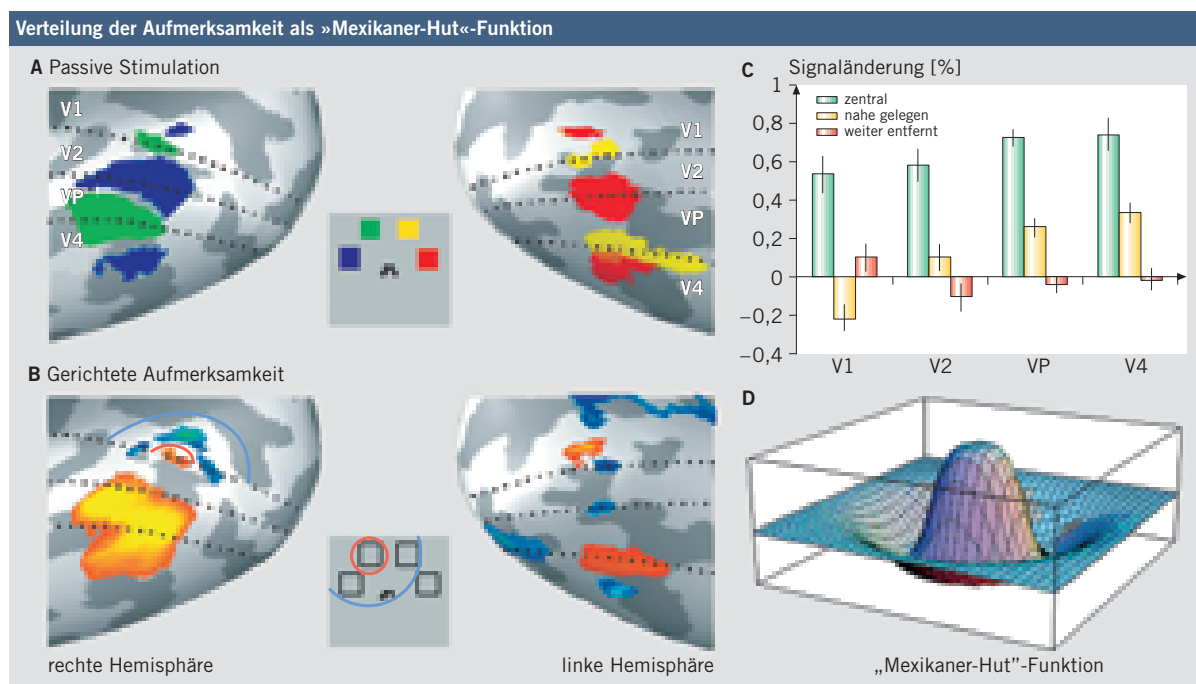 Verteilung der Aufmerksamkeit als »Mexikaner-Hut«-Funktion
A Passive Stimulation
V1
V2
VP
V4
V1
V2
VP
V4
B Gerichtete Aufmerksamkeit
rechte Hemisphäre
linke Hemisphäre
C Signaländerung [%]
zentral
nahe gelegen
weiter entfernt
1
0,8
0,6
0,4
0,2
0
−0,2
−0,4
V1 V2 VP V4
D
„Mexikaner-Hut”-Funktion